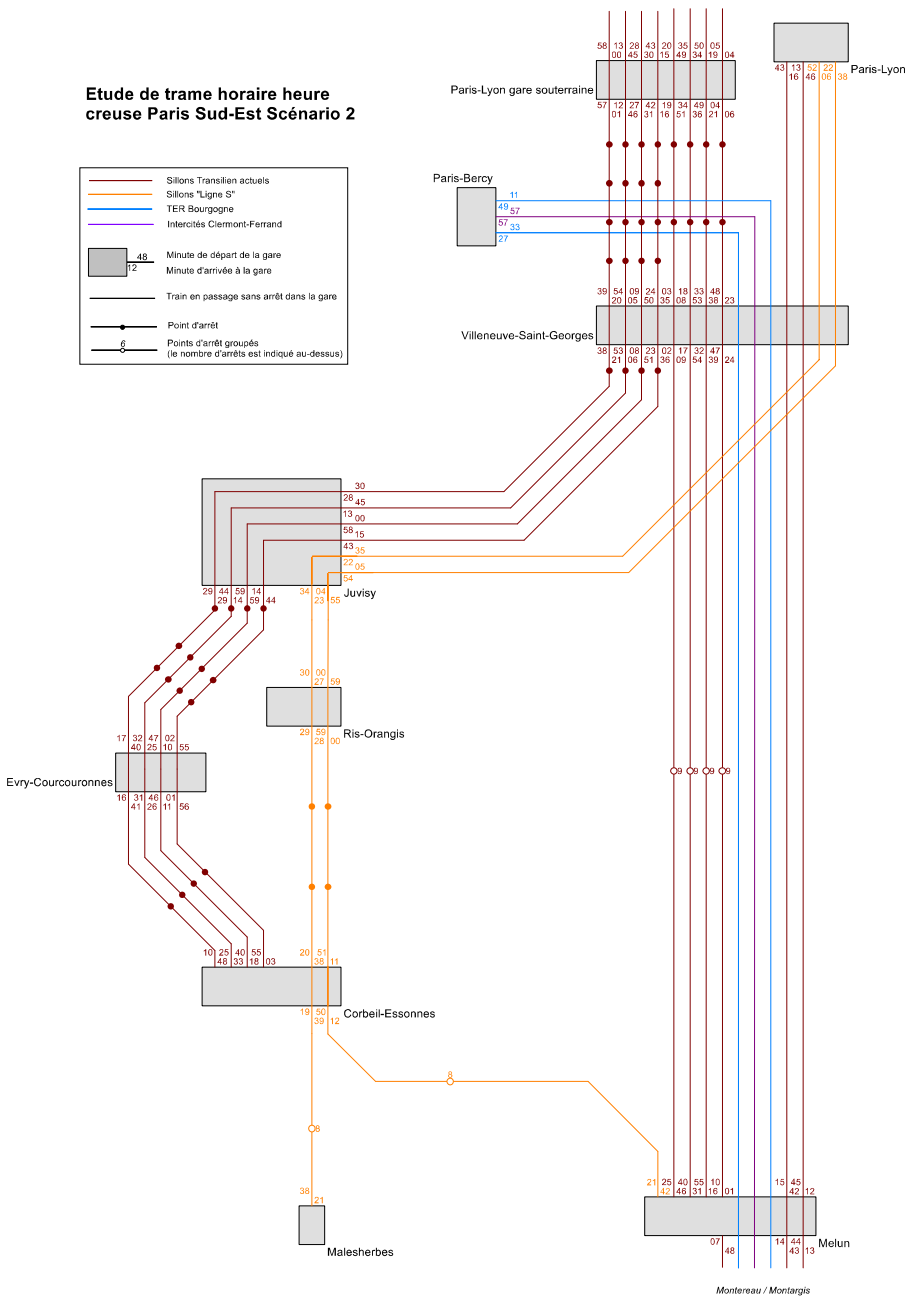 58 13 28 43 20 35 50 05
00 45 30 15 49 34 19 04
Paris-Lyon
43 13 52 22
16 46 06 38
Paris-Lyon gare souterraine
57 12 27 42 19 34 49 04
01 46 31 16 51 36 21 06
Etude de trame horaire heure
creuse Paris Sud-Est Scénario 2
Sillons Transilien actuels
Sillons "Ligne S"
TER Bourgogne
Intercités Clermont-Ferrand
48
12
Minute de départ de la gare
Minute d'arrivée à la gare
Train en passage sans arrêt dans la gare
Point d'arrêt
6
Points d'arrêt groupés
(le nombre d'arrêts est indiqué au-dessus)
Paris-Bercy
11
49
57
57
33
27
39 54 09 24 03 18 33 48
20 05 50 35 08 53 38 23
Villeneuve-Saint-Georges
38 53 08 23 02 17 32 47
21 06 51 36 09 54 39 24
30
28
45
13
00
58
15
43
35
22
05
54
Juvisy
29 44 59 14 34 04
29 14 59 44 23 55
30 00
27 59
Ris-Orangis
29 59
28 00
17 32 47 02
40 25 10 55
Evry-Courcouronnes
16 31 46 01
41 26 11 56
9 9 9 9
10 25 40 55 20 51
48 33 18 03 38 11
Corbeil-Essonnes
19 50
39 12
8
8
38
21
Malesherbes
21 25 40 55 10 15 45
42 46 31 16 01 42 12
Melun
07 14 44
48 43 13
Montereau / Montargis